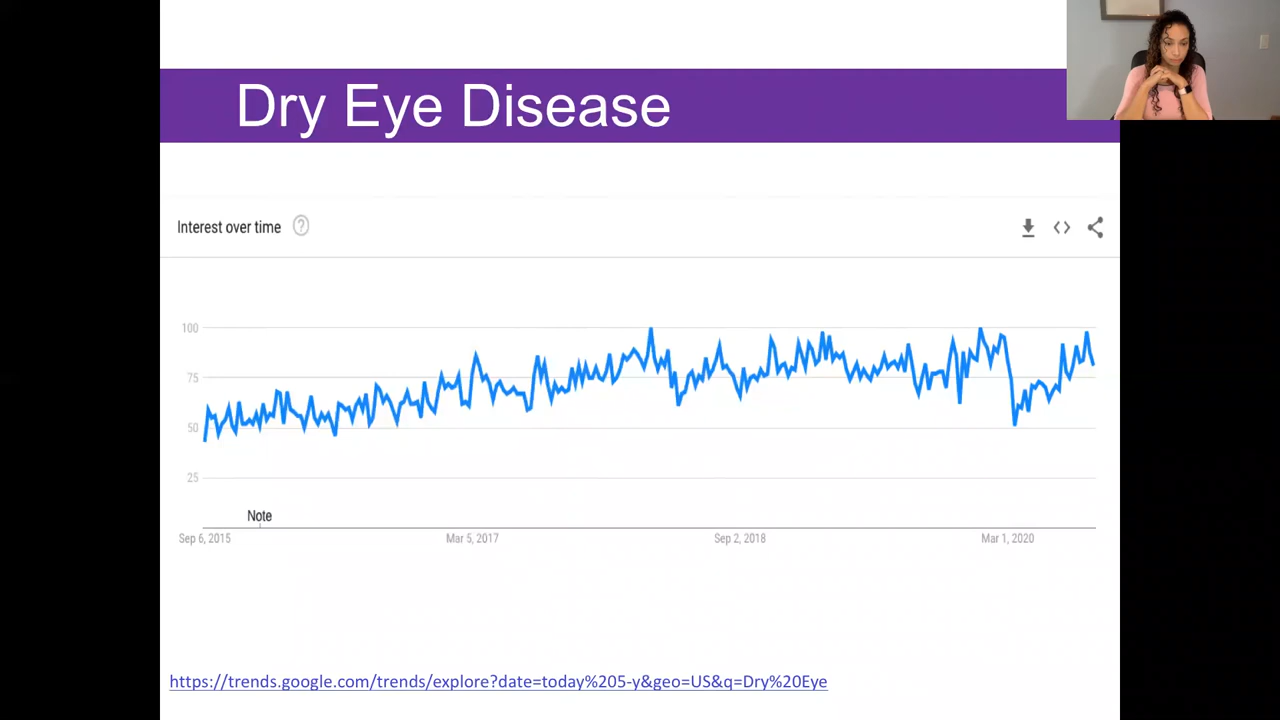 Dry Eye Disease
Interest over time
100
75
50
25
Note
Sep 6, 2015
Mar 5, 2017
Sep 2, 2018
Mar 1, 2020
https://trends.google.com/trends/explore?date=today%205-y&geo=US&q=Dry%20Eye